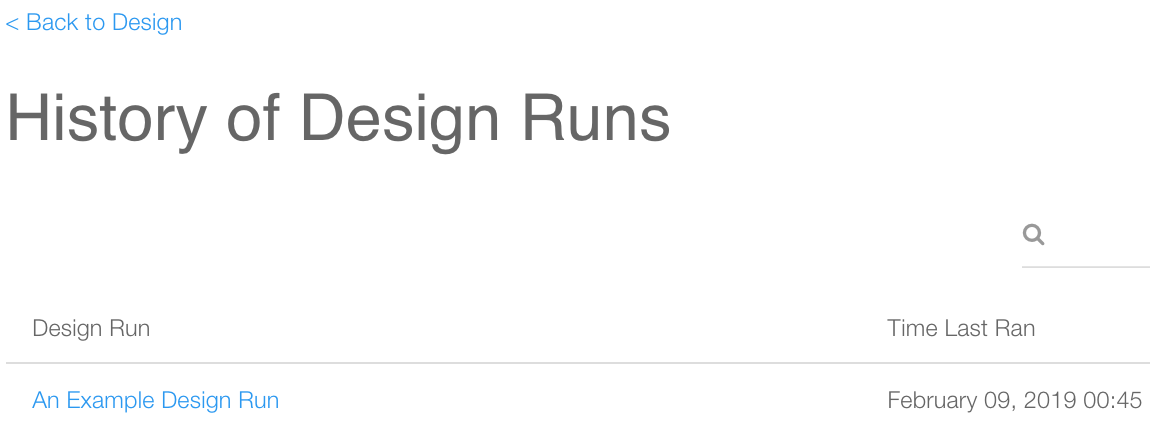 < Back to Design
History of Design Runs
Design Run Time Last Ran
An Example Design Run February 09, 2019 00:45